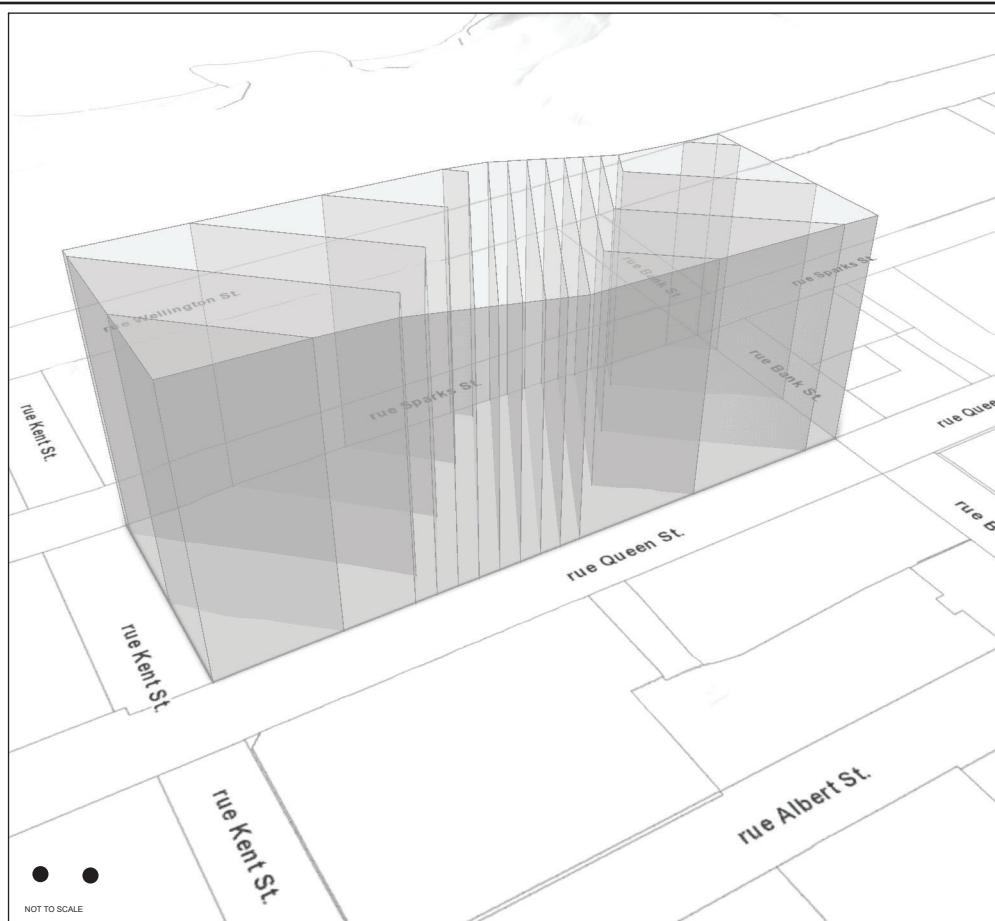 rue Wellington St.
rue Bank St.
rue Sparks St.
rue Kent St.
rue Sparks St.
rue Bank St.
rue Quee
rue B
rue Queen St.
rue Kent St.
rue Kent St.
rue Albert St.
NOT TO SCALE